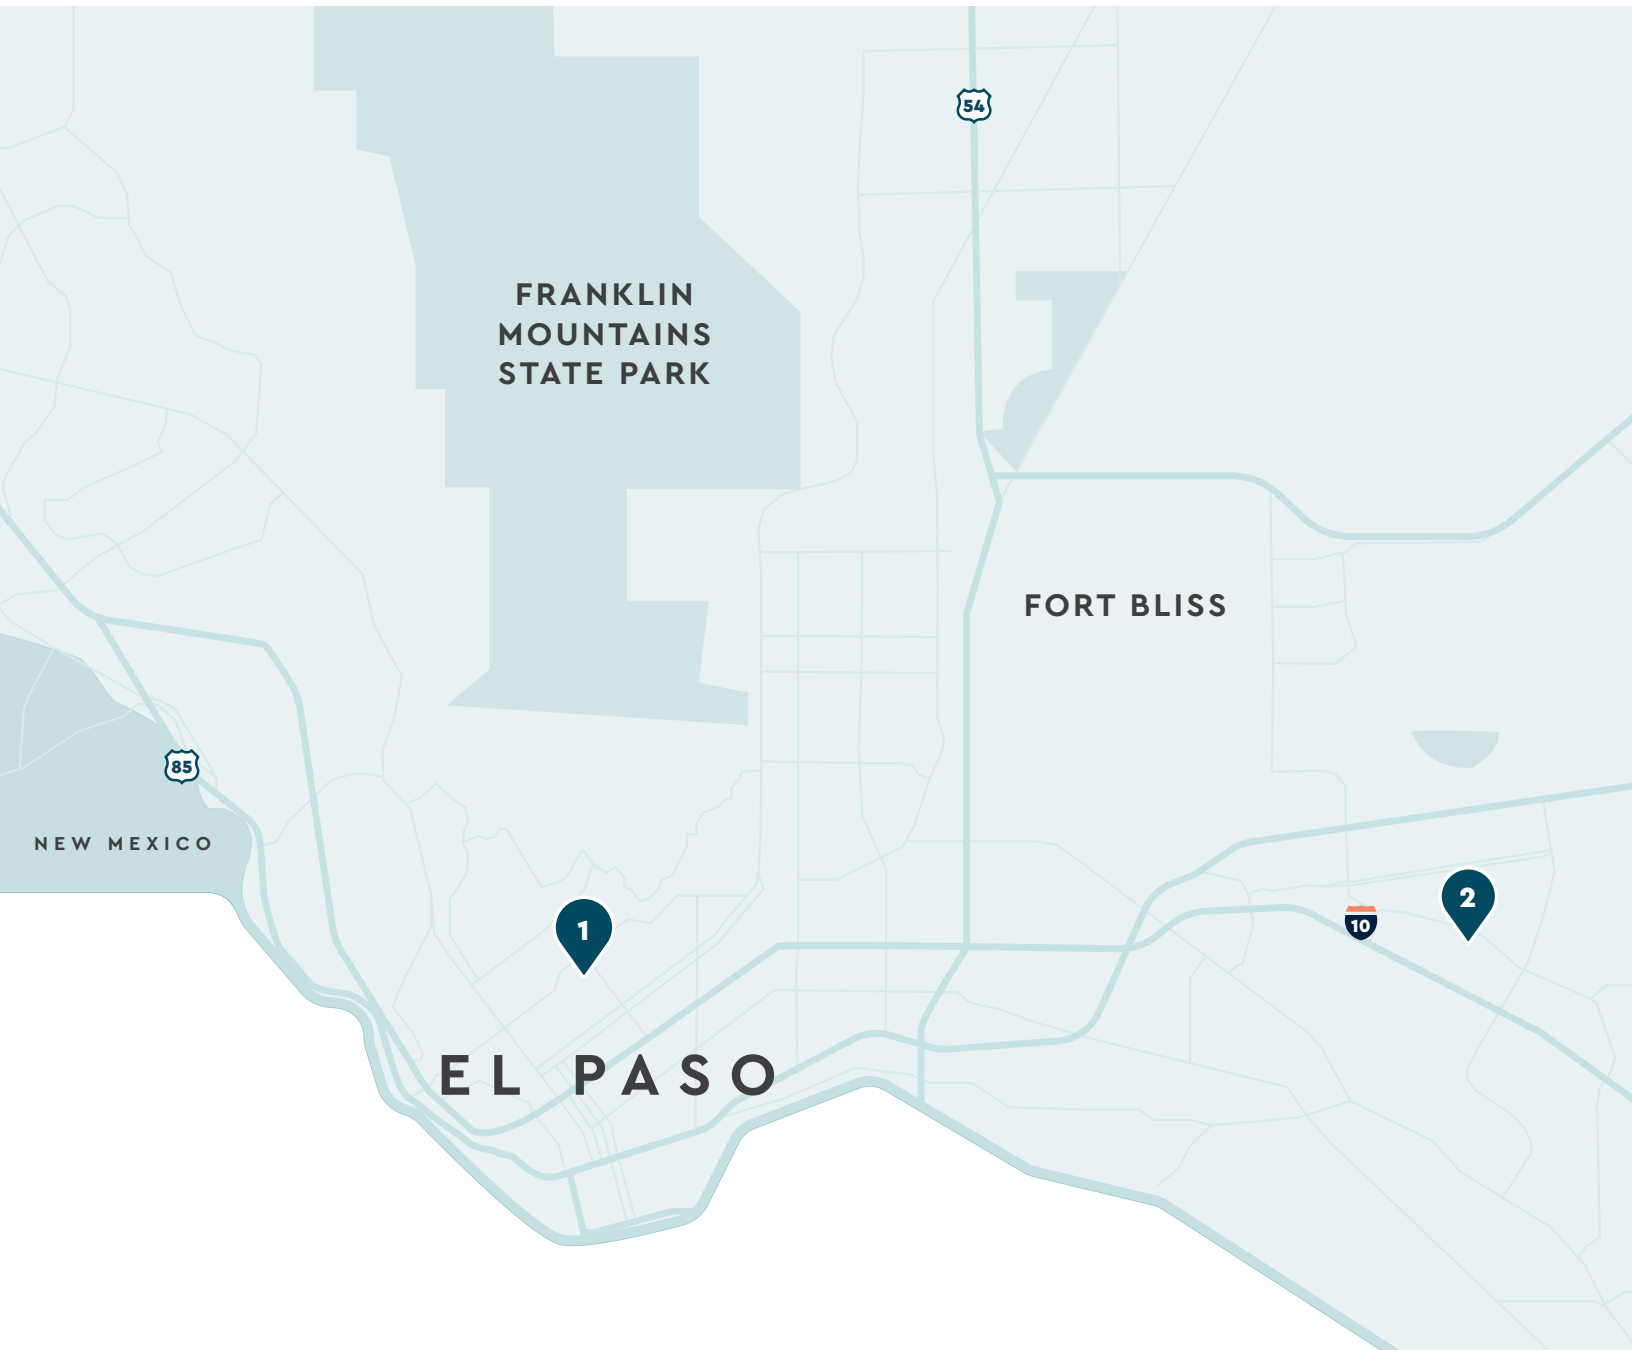 54
FRANKLIN
MOUNTAINS
STATE PARK
FORT BLISS
85
NEW MEXICO
1
2
10
EL PASO